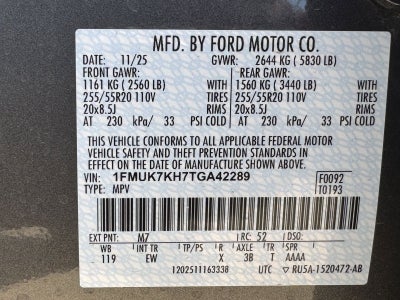 MFD. BY FORD MOTOR CO.
DATE: 11/25 GVWR: 2644 KG (5830 LB)
FRONT GAWR: REAR GAWR:
1161 KG (2560 LB) 1560 KG (3440 LB)
255/55R20 110V TIRES 255/55R20 110V TIRES
20x8.5J RIMS 20x8.5J RIMS
AT 230 kPa/ 33 PSI COLD AT 230 kPa/ 33 PSI COLD
THIS VEHICLE CONFORMS TO ALL APPLICABLE FEDERAL MOTOR
VEHICLE SAFETY AND THEFT PREVENTION STANDARDS IN
EFFECT ON THE DATE OF MANUFACTURE SHOWN ABOVE.
VIN: 1FMUK7KH7TGA42289 F0092
TYPE: MPV T0193
EXT PNT: M7 RC: 52 DSO:
WB INT TR R AXLE TR SPR
119 EW X 3B T AAAA
1202511163338 UTC ▽ RU5A-1520472-AB